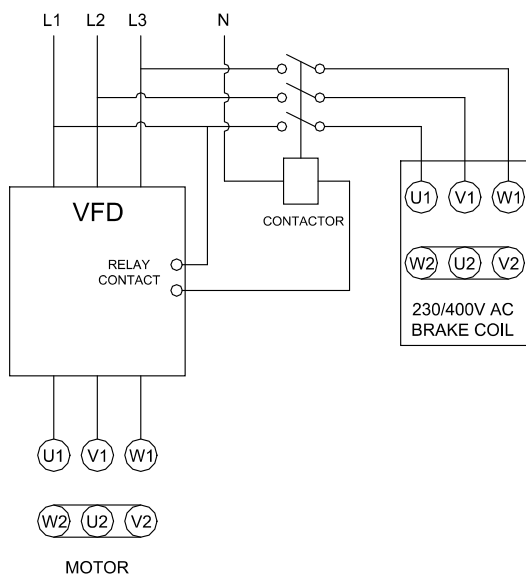 L1 L2 L3 N
VFD
RELAY
CONTACT
CONTACTOR
U1 V1 W1
W2 U2 V2
230/400V AC
BRAKE COIL
U1 V1 W1
W2 U2 V2
MOTOR